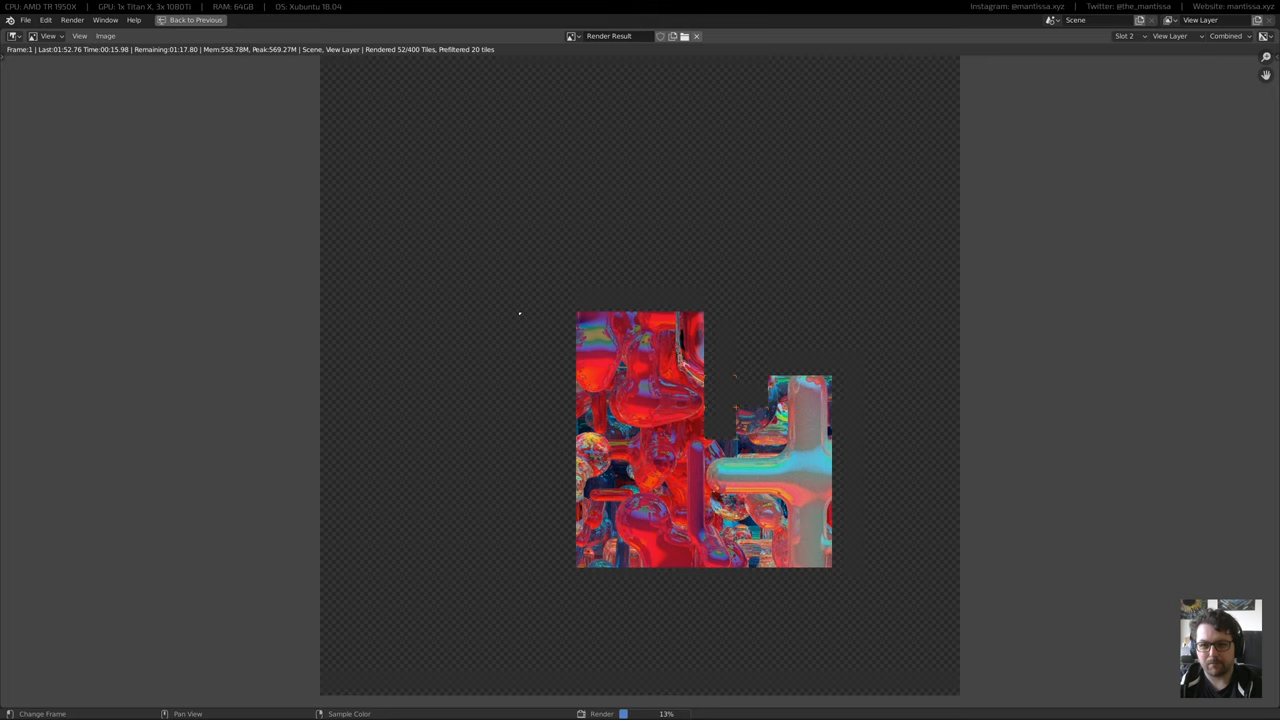 CPU: AMD TR 1950X | GPU: 1x Titan X, 3x 1080Ti | RAM: 64GB | OS: Xubuntu 18.04 Instagram: @mantissa.xyz | Twitter: @the_mantissa | Website: mantissa.xyz
File Edit Render Window Help Back to Previous Scene View Layer
View View Image Render Result Slot 2 View Layer Combined
Frame:1 | Last:01:52.76 Time:00:15.98 | Remaining:01:17.80 | Mem:558.78M, Peak:569.27M | Scene, View Layer | Rendered 52/400 Tiles, Prefiltered 20 tiles
Change Frame Pan View Sample Color Render 13%